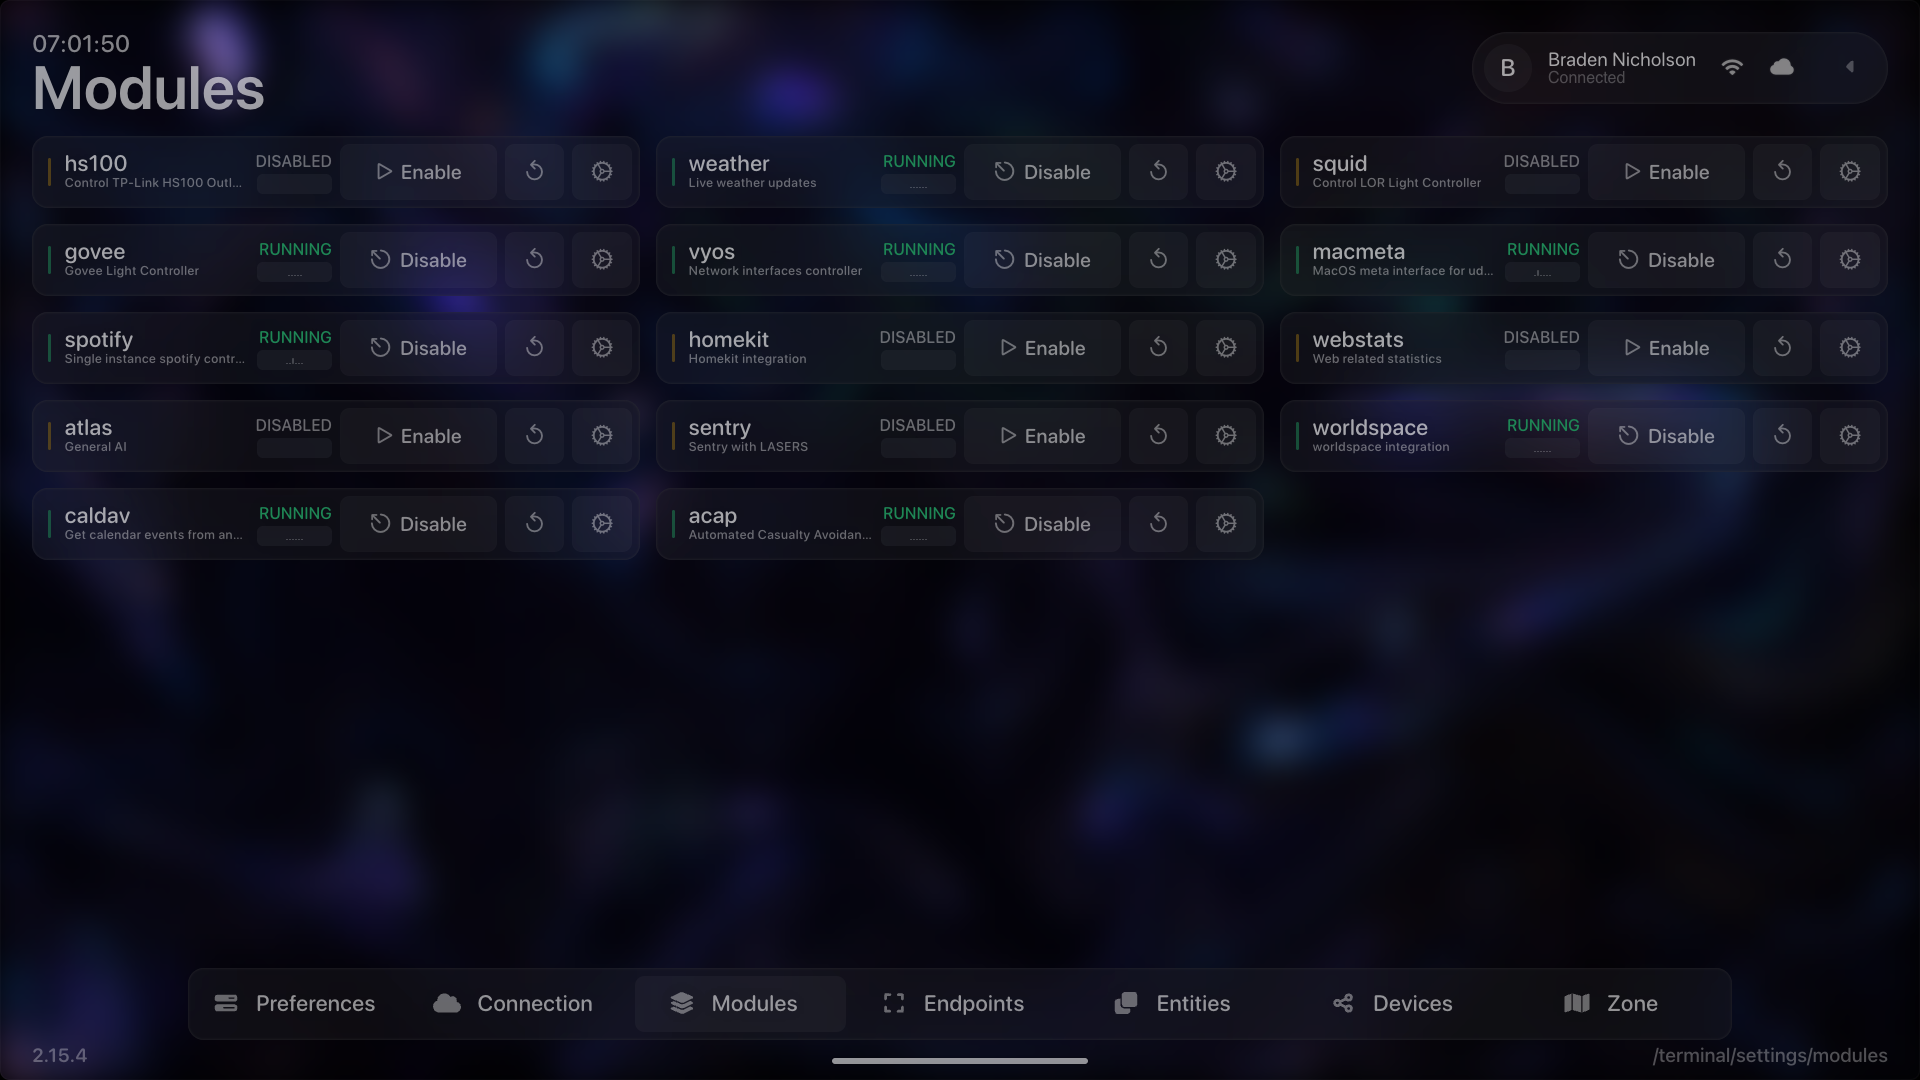 07:01:50
Modules
B
Braden Nicholson
Connected
hs100
Control TP-Link HS100 Outl...
DISABLED
Enable
weather
Live weather updates
RUNNING
Disable
squid
Control LOR Light Controller
DISABLED
Enable
govee
Govee Light Controller
RUNNING
Disable
vyos
Network interfaces controller
RUNNING
Disable
macmeta
MacOS meta interface for ud...
RUNNING
Disable
spotify
Single instance spotify contr...
RUNNING
Disable
homekit
Homekit integration
DISABLED
Enable
webstats
Web related statistics
DISABLED
Enable
atlas
General AI
DISABLED
Enable
sentry
Sentry with LASERS
DISABLED
Enable
worldspace
worldspace integration
RUNNING
Disable
caldav
Get calendar events from an...
RUNNING
Disable
acap
Automated Casualty Avoidan...
RUNNING
Disable
Preferences
Connection
Modules
Endpoints
Entities
Devices
Zone
2.15.4
/terminal/settings/modules